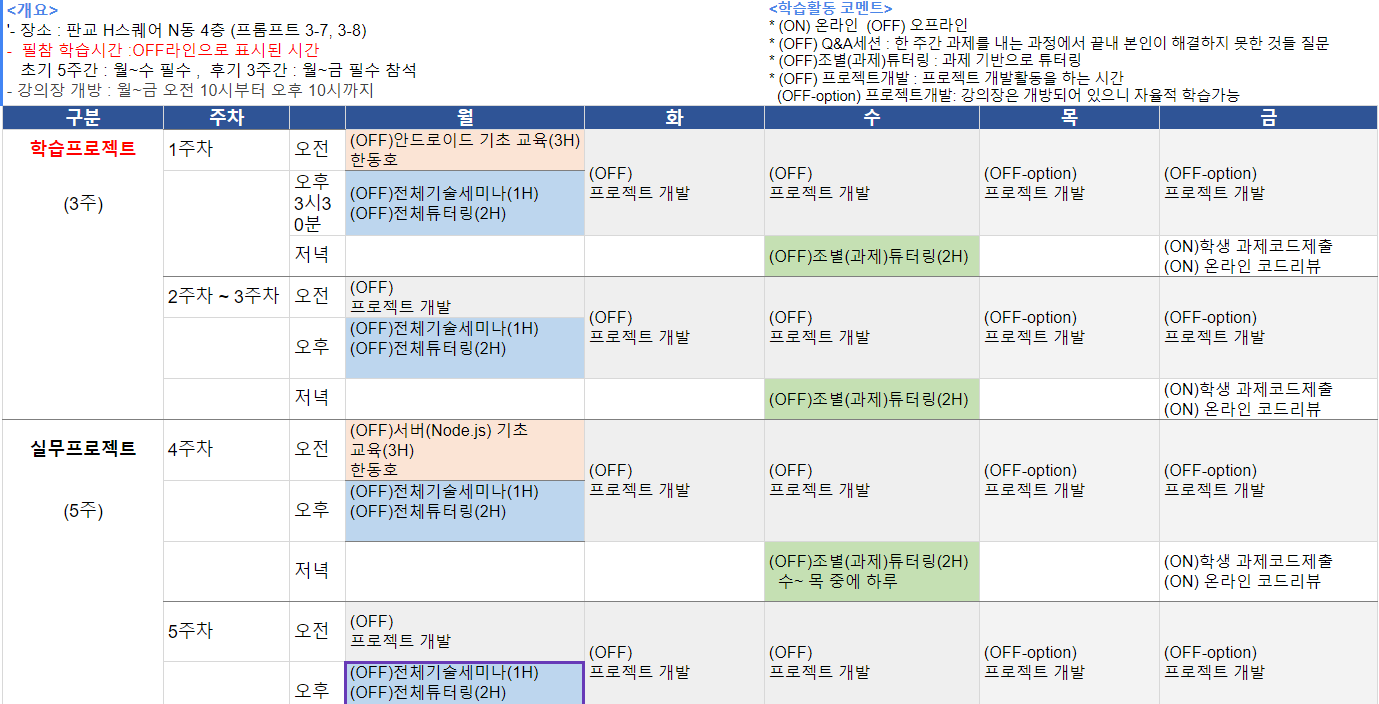 <개요>
'- 장소 : 판교 H스퀘어 N동 4층 (프롬프트 3-7, 3-8)
- 필참 학습시간 :OFF라인으로 표시된 시간
초기 5주간 : 월~수 필수 , 후기 3주간 : 월~금 필수 참석
- 강의장 개방 : 월~금 오전 10시부터 오후 10시까지
<학습활동 코멘트>
* (ON) 온라인 (OFF) 오프라인
* (OFF) Q&A세션 : 한 주간 과제를 내는 과정에서 끝내 본인이 해결하지 못한 것들 질문
* (OFF)조별(과제)튜터링 : 과제 기반으로 튜터링
* (OFF) 프로젝트개발 : 프로젝트 개발활동을 하는 시간
(OFF-option) 프로젝트개발: 강의장은 개방되어 있으니 자율적 학습가능
구분 주차 월 화 수 목 금
학습프로젝트
(3주)
1주차
오전
(OFF)안드로이드 기초 교육(3H)
한동호
(OFF)
프로젝트 개발
(OFF)
프로젝트 개발
(OFF-option)
프로젝트 개발
(OFF-option)
프로젝트 개발
오후
3시3
0분
(OFF)전체기술세미나(1H)
(OFF)전체튜터링(2H)
저녁
(OFF)조별(과제)튜터링(2H)
(ON)학생 과제코드제출
(ON) 온라인 코드리뷰
2주차 ~ 3주차
오전
(OFF)
프로젝트 개발
(OFF)
프로젝트 개발
(OFF)
프로젝트 개발
(OFF-option)
프로젝트 개발
(OFF-option)
프로젝트 개발
오후
(OFF)전체기술세미나(1H)
(OFF)전체튜터링(2H)
저녁
(OFF)조별(과제)튜터링(2H)
(ON)학생 과제코드제출
(ON) 온라인 코드리뷰
실무프로젝트
(5주)
4주차
오전
(OFF)서버(Node.js) 기초
교육(3H)
한동호
(OFF)
프로젝트 개발
(OFF)
프로젝트 개발
(OFF-option)
프로젝트 개발
(OFF-option)
프로젝트 개발
오후
(OFF)전체기술세미나(1H)
(OFF)전체튜터링(2H)
저녁
(OFF)조별(과제)튜터링(2H)
수~ 목 중에 하루
(ON)학생 과제코드제출
(ON) 온라인 코드리뷰
5주차
오전
(OFF)
프로젝트 개발
(OFF)
프로젝트 개발
(OFF)
프로젝트 개발
(OFF-option)
프로젝트 개발
(OFF-option)
프로젝트 개발
오후
(OFF)전체기술세미나(1H)
(OFF)전체튜터링(2H)